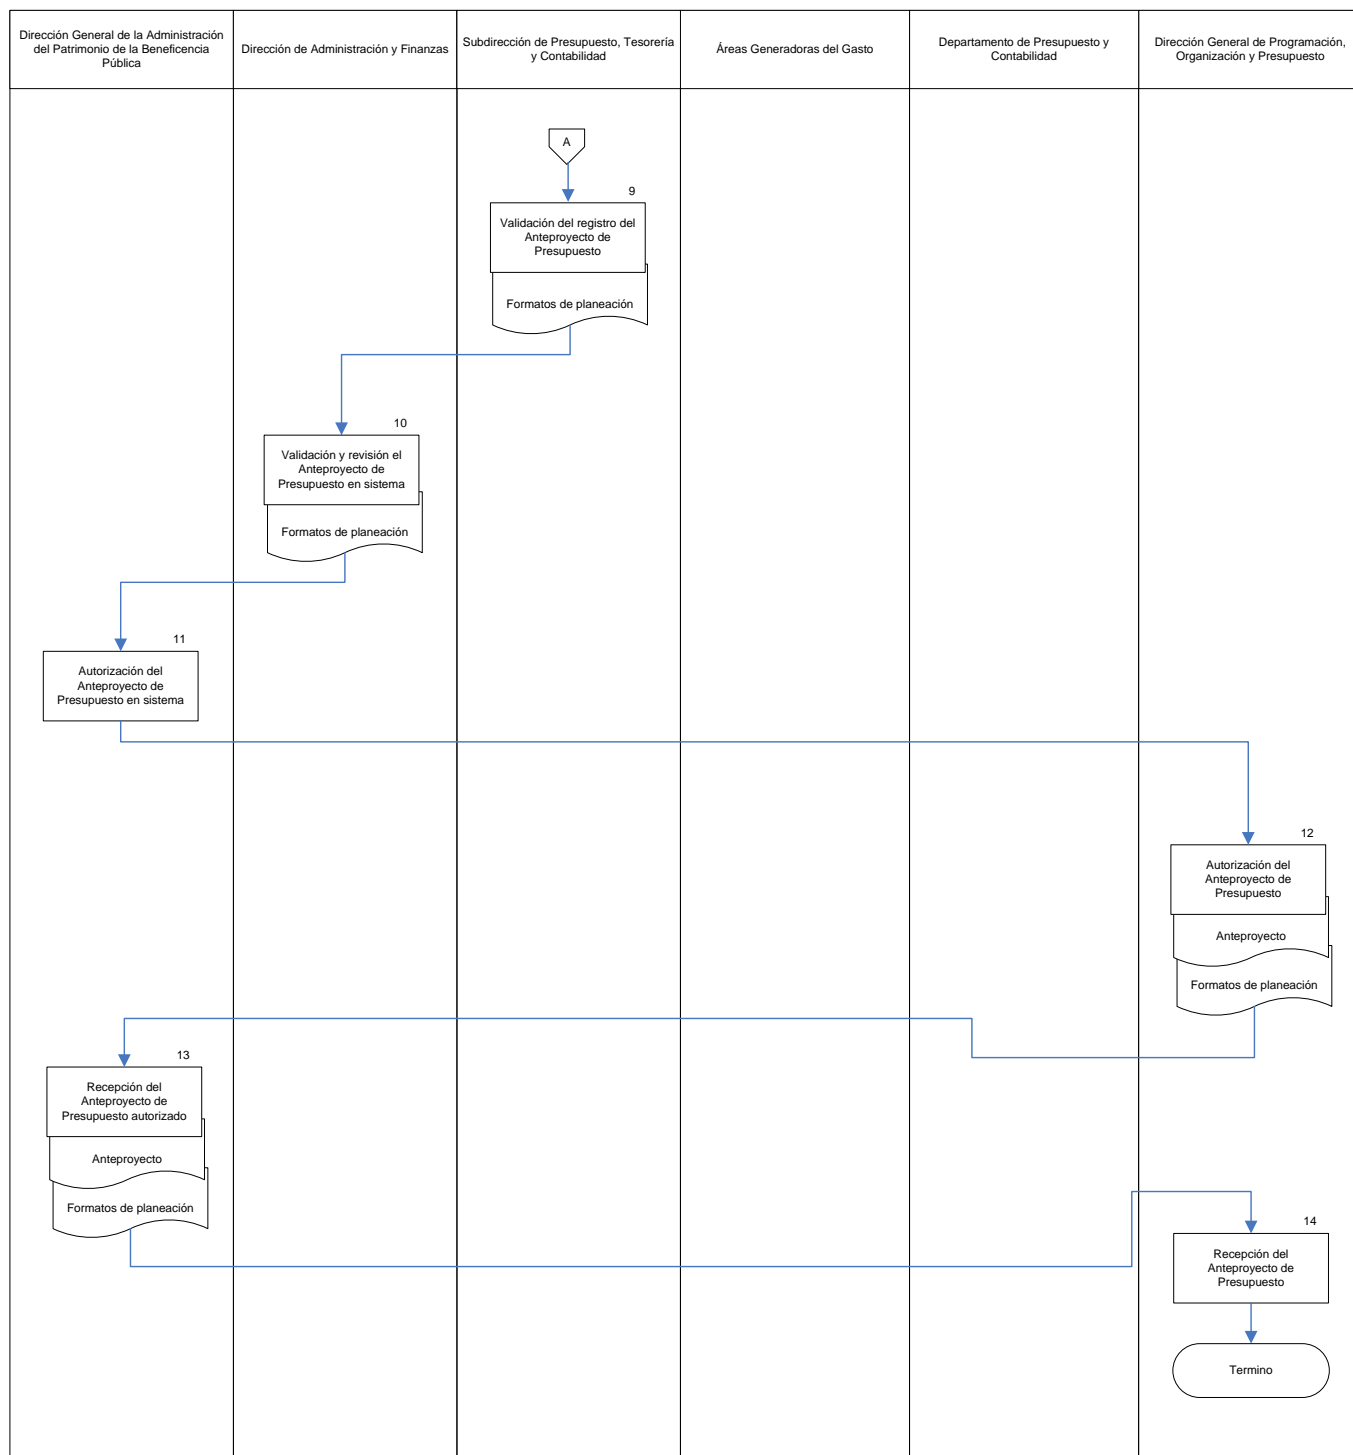 Dirección General de la Administración
del Patrimonio de la Beneficencia
Pública
Dirección de Administración y Finanzas
Subdirección de Presupuesto, Tesorería
y Contabilidad
Áreas Generadoras del Gasto
Departamento de Presupuesto y
Contabilidad
Dirección General de Programación,
Organización y Presupuesto
A
9
Validación del registro del
Anteproyecto de
Presupuesto
Formatos de planeación
10
Validación y revisión el
Anteproyecto de
Presupuesto en sistema
Formatos de planeación
11
Autorización del
Anteproyecto de
Presupuesto en sistema
12
Autorización del
Anteproyecto de
Presupuesto
Anteproyecto
Formatos de planeación
13
Recepción del
Anteproyecto de
Presupuesto autorizado
Anteproyecto
Formatos de planeación
14
Recepción del
Anteproyecto de
Presupuesto
Termino